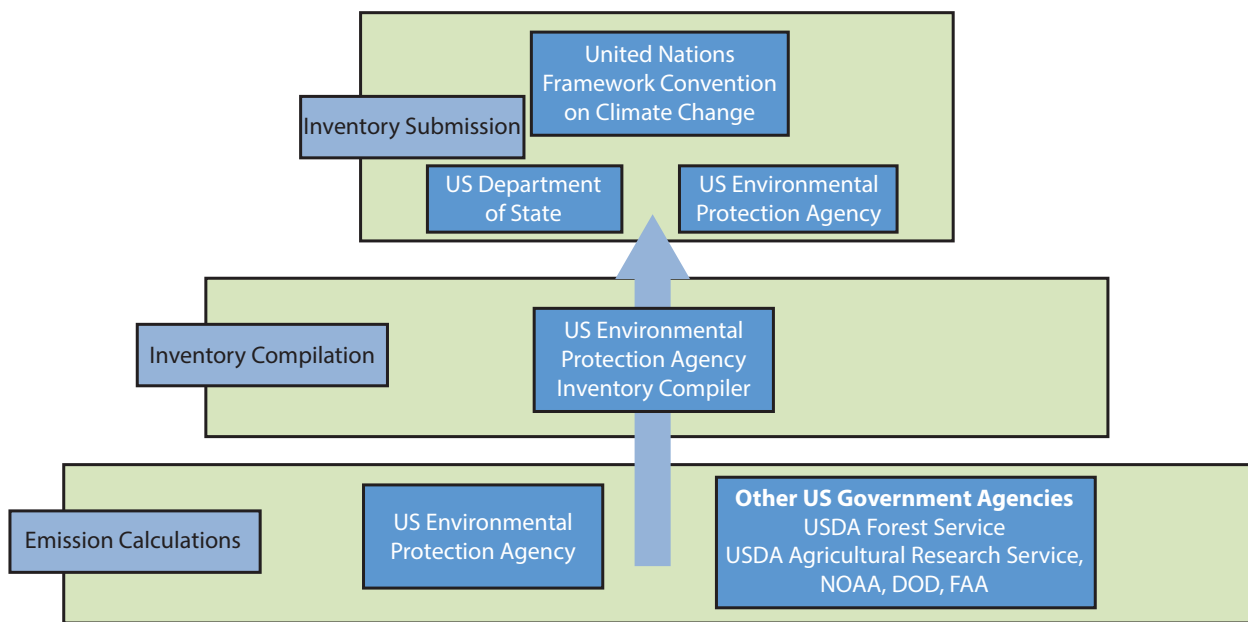 United Nations
Framework Convention
on Climate Change
Inventory Submission
US Department
of State
US Environmental
Protection Agency
US Environmental
Protection Agency
Inventory Compiler
Inventory Compilation
Other US Government Agencies
USDA Forest Service
USDA Agricultural Research Service,
NOAA, DOD, FAA
US Environmental
Protection Agency
Emission Calculations